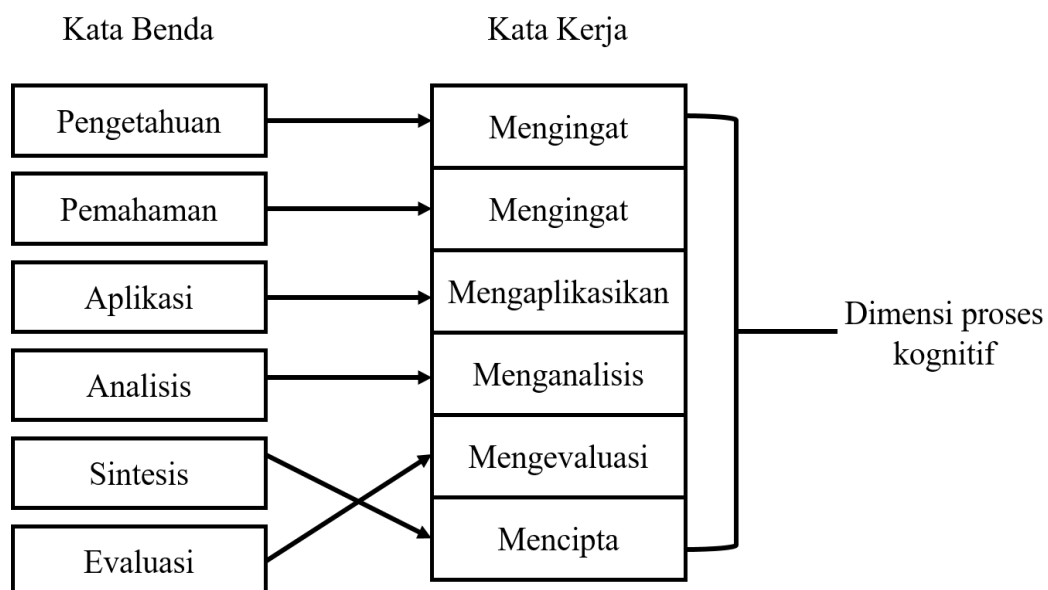 Kata Benda
Kata Kerja
Pengetahuan
Mengingat
Pemahaman
Mengingat
Aplikasi
Mengaplikasikan
Analisis
Menganalisis
Sintesis
Mengevaluasi
Evaluasi
Mencipta
Dimensi proses
kognitif